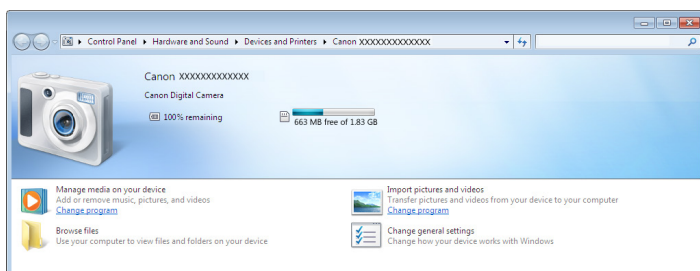 Control Panel ▸ Hardware and Sound ▸ Devices and Printers ▸ Canon XXXXXXXXXXXXX
Canon XXXXXXXXXXXXX
Canon Digital Camera
100% remaining
663 MB free of 1.83 GB
Manage media on your device
Add or remove music, pictures, and videos
Change program
Import pictures and videos
Transfer pictures and videos from your device to your computer
Change program
Browse files
Use your computer to view files and folders on your device
Change general settings
Change how your device works with Windows